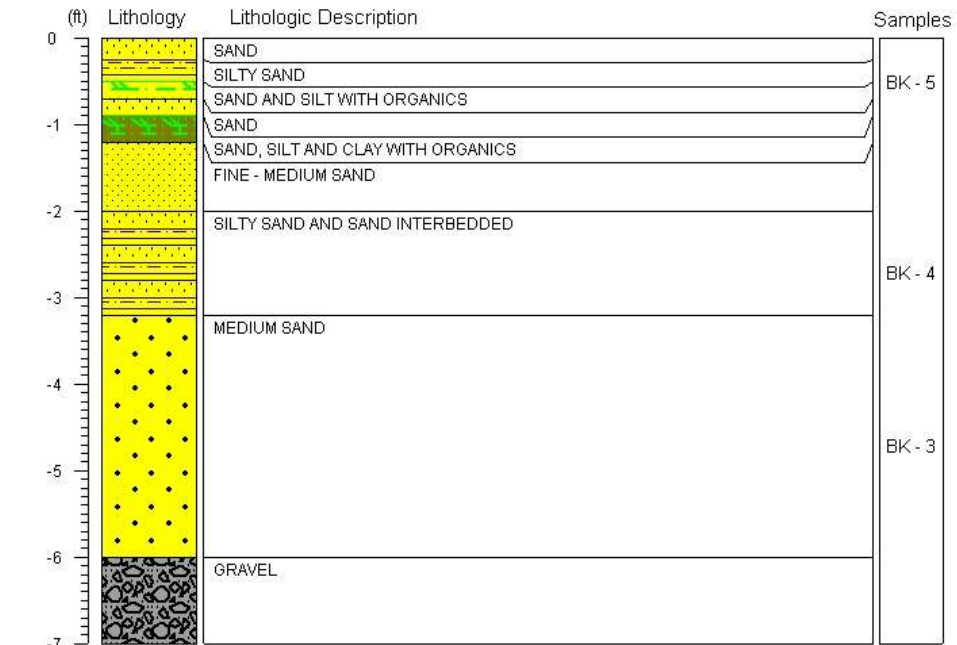 (ft) Lithology Lithologic Description Samples
0
SAND
SILTY SAND
BK - 5
SAND AND SILT WITH ORGANICS
-1
SAND
SAND, SILT AND CLAY WITH ORGANICS
FINE - MEDIUM SAND
-2
SILTY SAND AND SAND INTERBEDDED
BK - 4
-3
MEDIUM SAND
-4
BK - 3
-5
-6
GRAVEL
-7